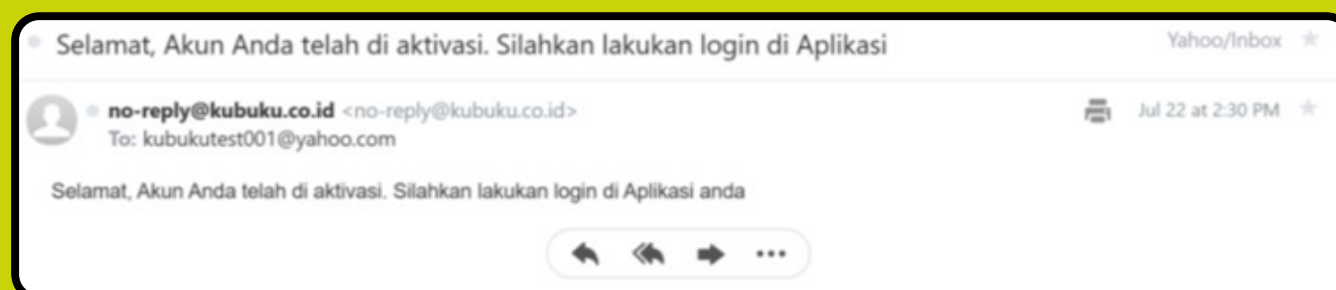 Selamat, Akun Anda telah di aktivasi. Silahkan lakukan login di Aplikasi
Yahoo/Inbox
no-reply@kubuku.co.id <no-reply@kubuku.co.id>
Jul 22 at 2:30 PM
To: kubukutest001@yahoo.com
Selamat, Akun Anda telah di aktivasi. Silahkan lakukan login di Aplikasi anda